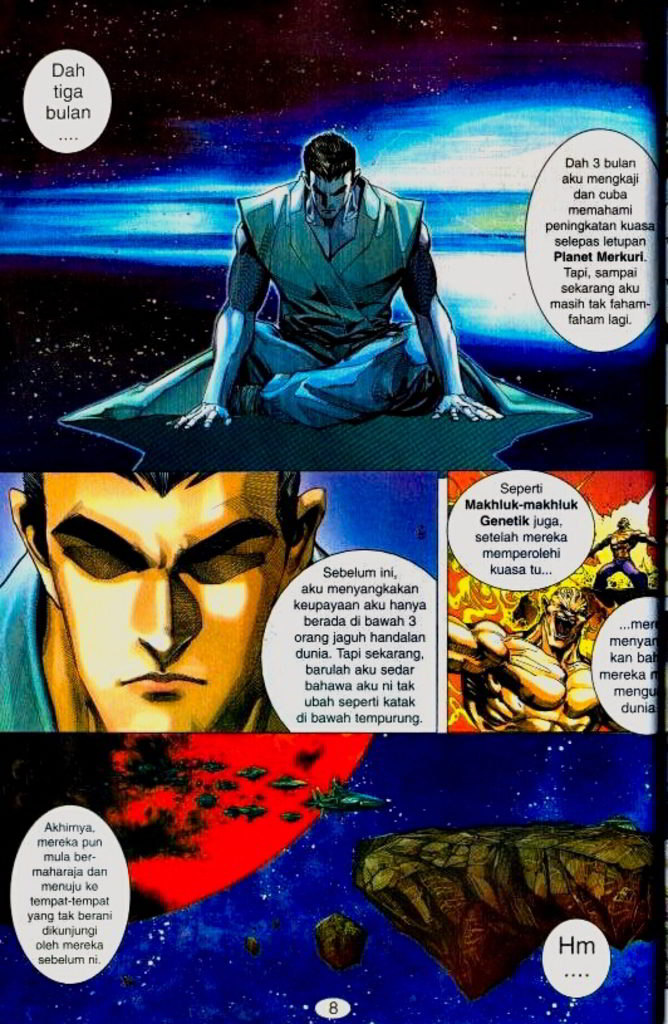 Dah
tiga
bulan
....
Dah 3 bulan
aku mengkaji
dan cuba
memahami
peningkatan kuasa
selepas letupan
Planet Merkuri.
Tapi, sampai
sekarang aku
masih tak faham-
faham lagi.
Sebelum ini,
aku menyangkakan
keupayaan aku hanya
berada di bawah 3
orang jaguh handalan
dunia. Tapi sekarang,
barulah aku sedar
bahawa aku ni tak
ubah seperti katak
di bawah tempurung.
Seperti
Makhluk-makhluk
Genetik juga,
setelah mereka
memperolehi
kuasa tu...
kan bah
mereka m
dunia
Akhirnya,
mereka pun
mula ber-
maharaja dan
menuju ke
tempat-tempat
yang tak berani
dikunjungi
oleh mereka
sebelum ni.
Hm
....
8